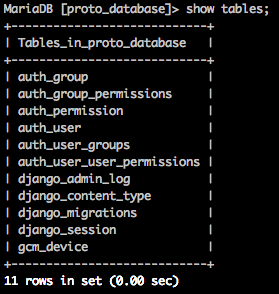 MariaDB [proto_database]> show tables;
+----------------------------+
| Tables_in_proto_database   |
+----------------------------+
| auth_group                 |
| auth_group_permissions     |
| auth_permission            |
| auth_user                  |
| auth_user_groups           |
| auth_user_user_permissions |
| django_admin_log           |
| django_content_type        |
| django_migrations          |
| django_session             |
| gcm_device                 |
+----------------------------+
11 rows in set (0.00 sec)